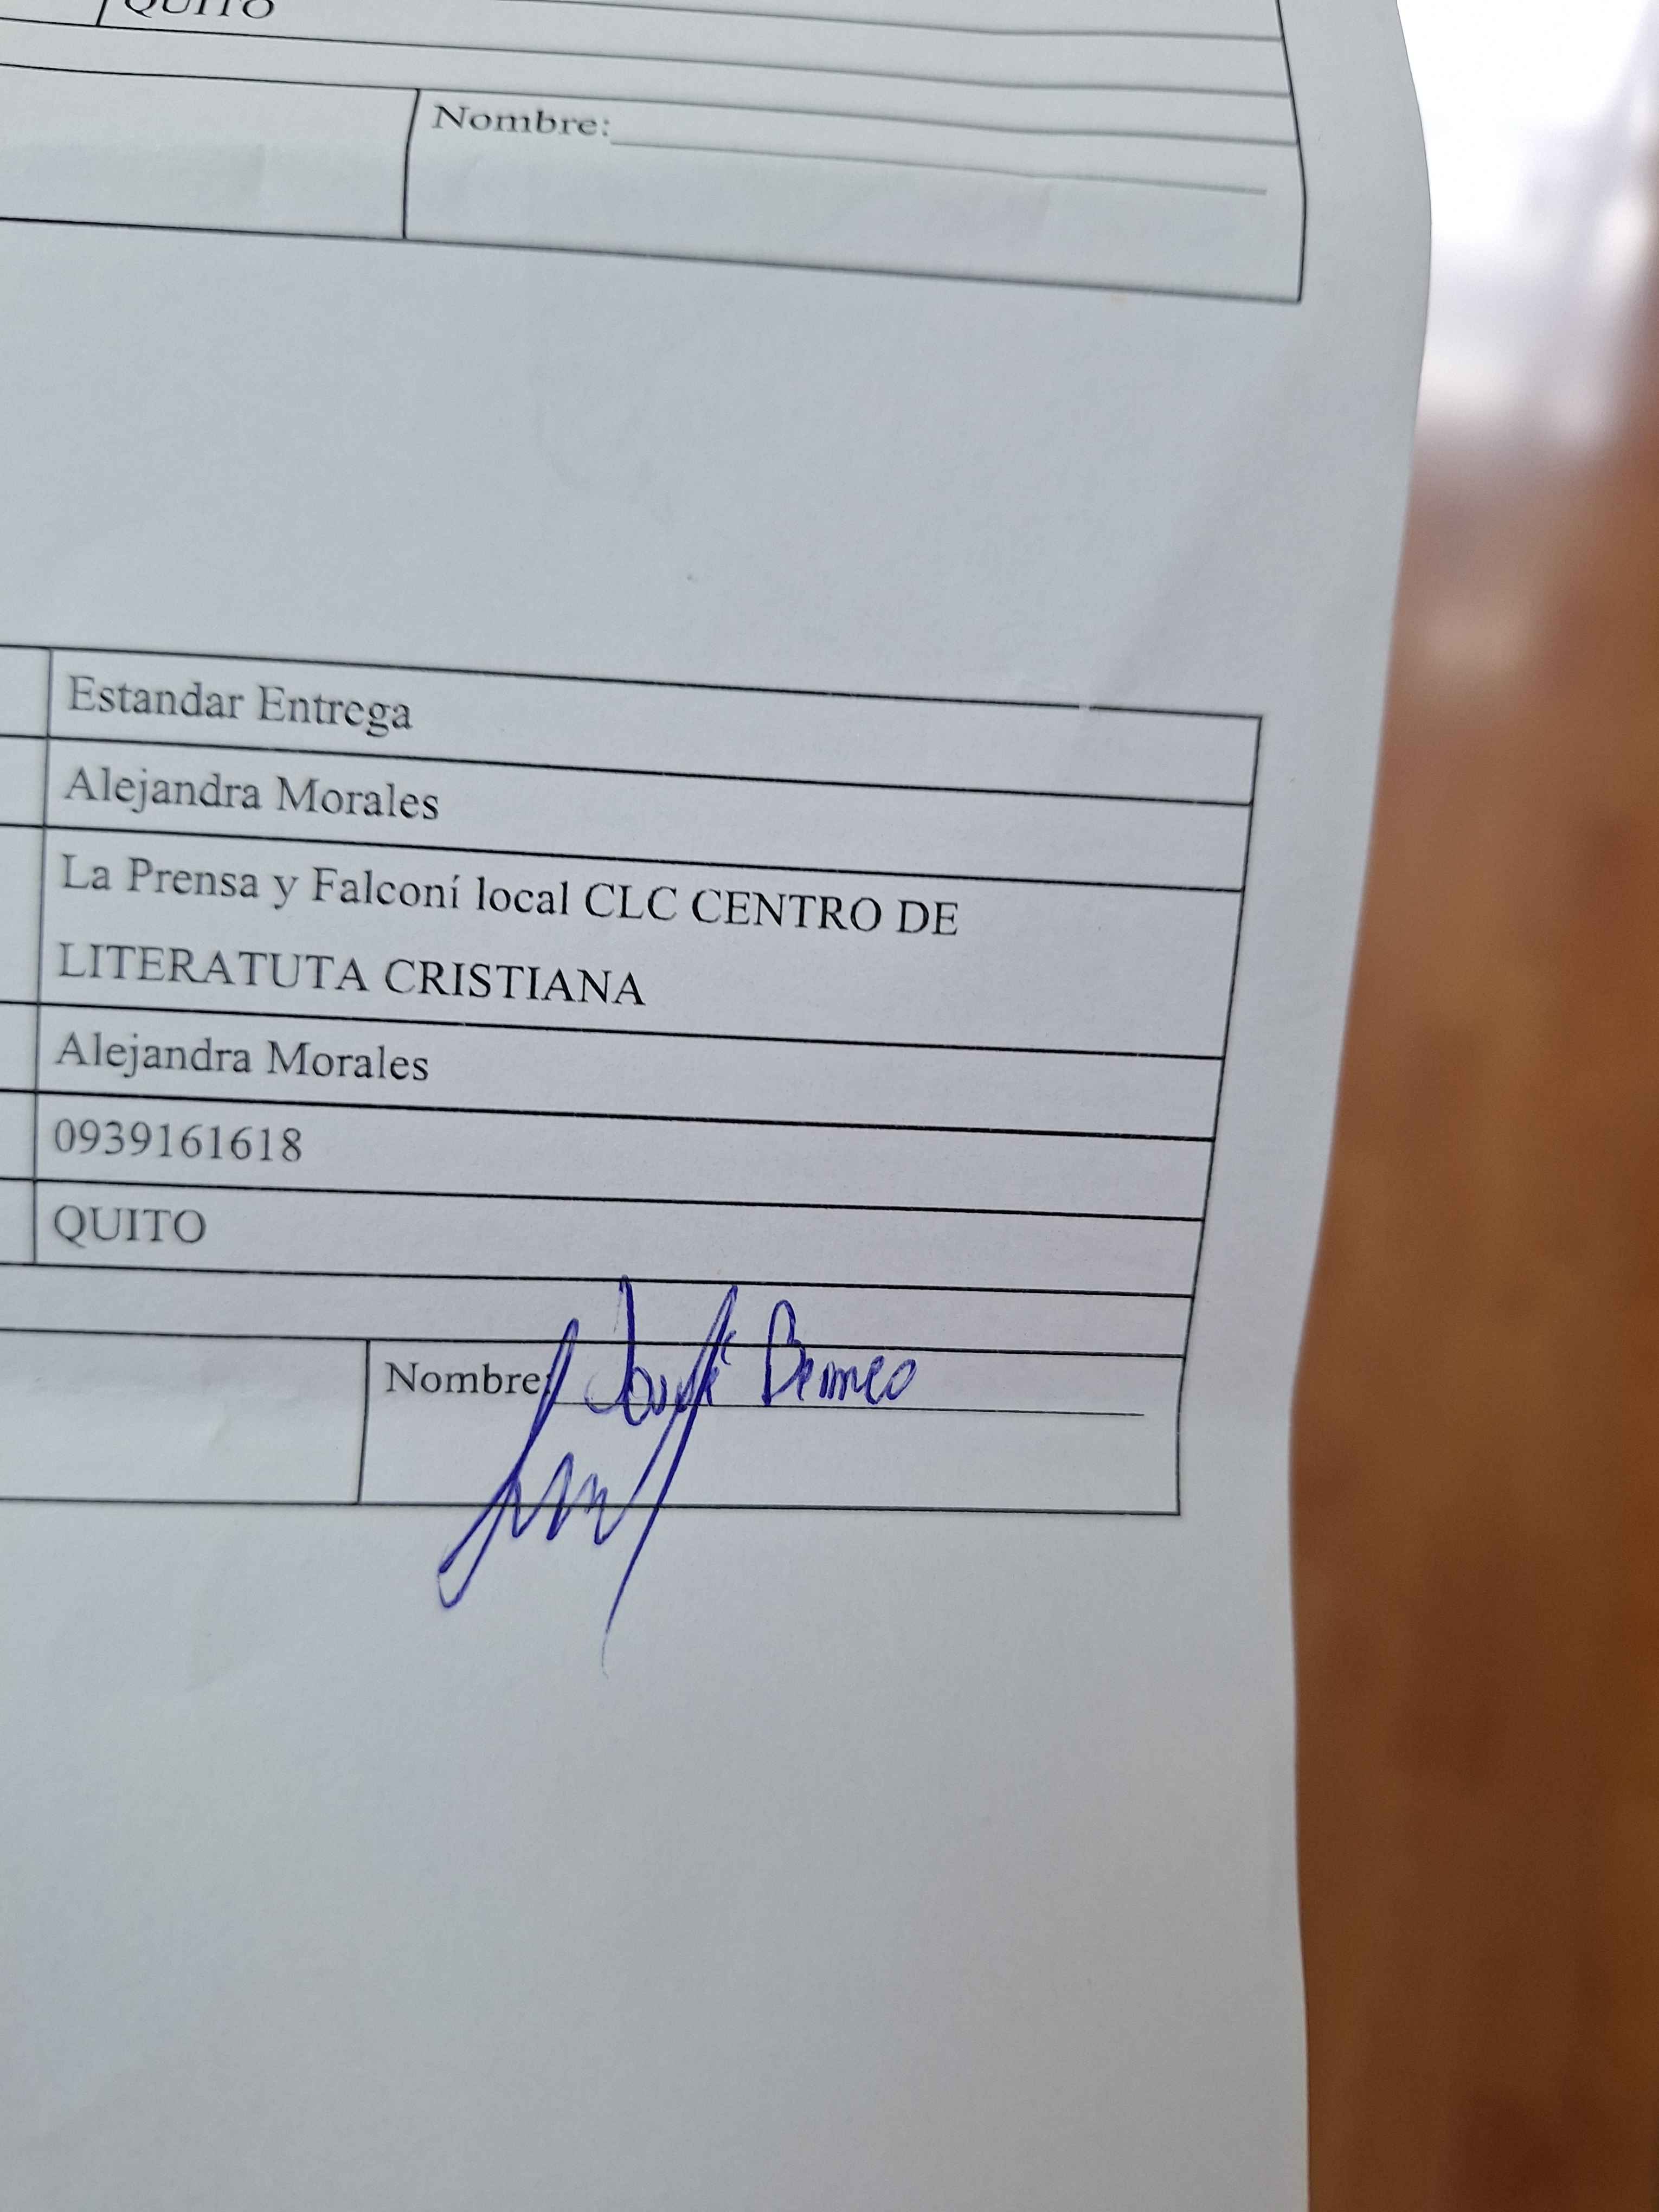 QUITO
Nombre:
Estandar Entrega
Alejandra Morales
La Prensa y Falconí local CLC CENTRO DE
LITERATUTA CRISTIANA
Alejandra Morales
0939161618
QUITO
Nombre: Bermeo